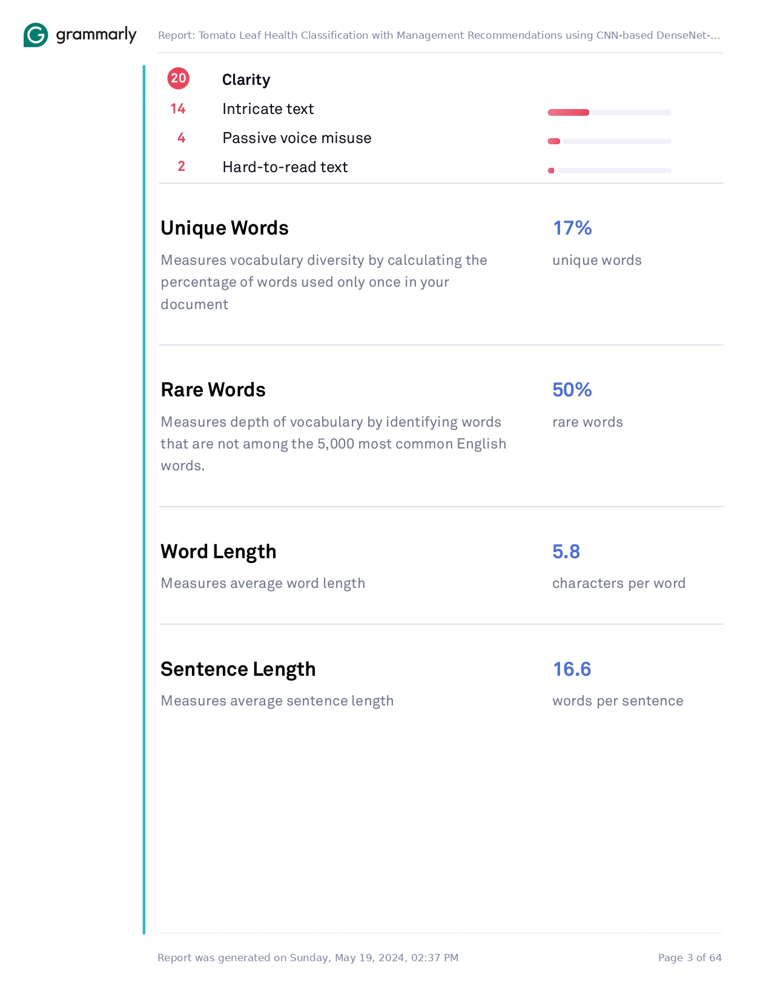 grammarly
Report: Tomato Leaf Health Classification with Management Recommendations using CNN-based DenseNet-...
20 Clarity
14 Intricate text
4 Passive voice misuse
2 Hard-to-read text
Unique Words 17%
Measures vocabulary diversity by calculating the unique words
percentage of words used only once in your
document
Rare Words 50%
Measures depth of vocabulary by identifying words rare words
that are not among the 5,000 most common English
words.
Word Length 5.8
Measures average word length characters per word
Sentence Length 16.6
Measures average sentence length words per sentence
Report was generated on Sunday, May 19, 2024, 02:37 PM Page 3 of 64